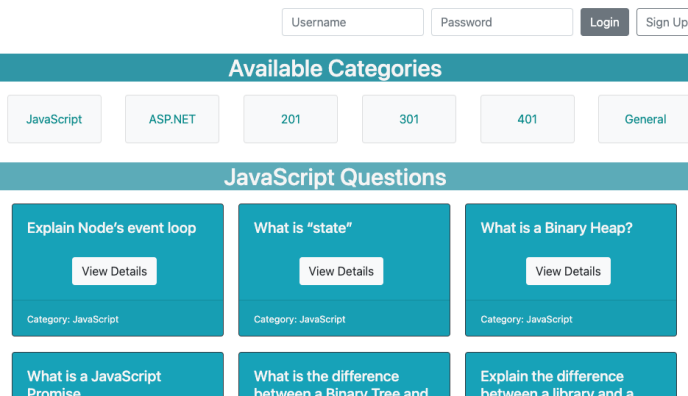 Username Password Login Sign Up
Available Categories
JavaScript ASP.NET 201 301 401 General
JavaScript Questions
Explain Node’s event loop What is “state” What is a Binary Heap?
View Details View Details View Details
Category: JavaScript Category: JavaScript Category: JavaScript
What is a JavaScript What is the difference Explain the difference
Promise between a Binary Tree and between a library and a